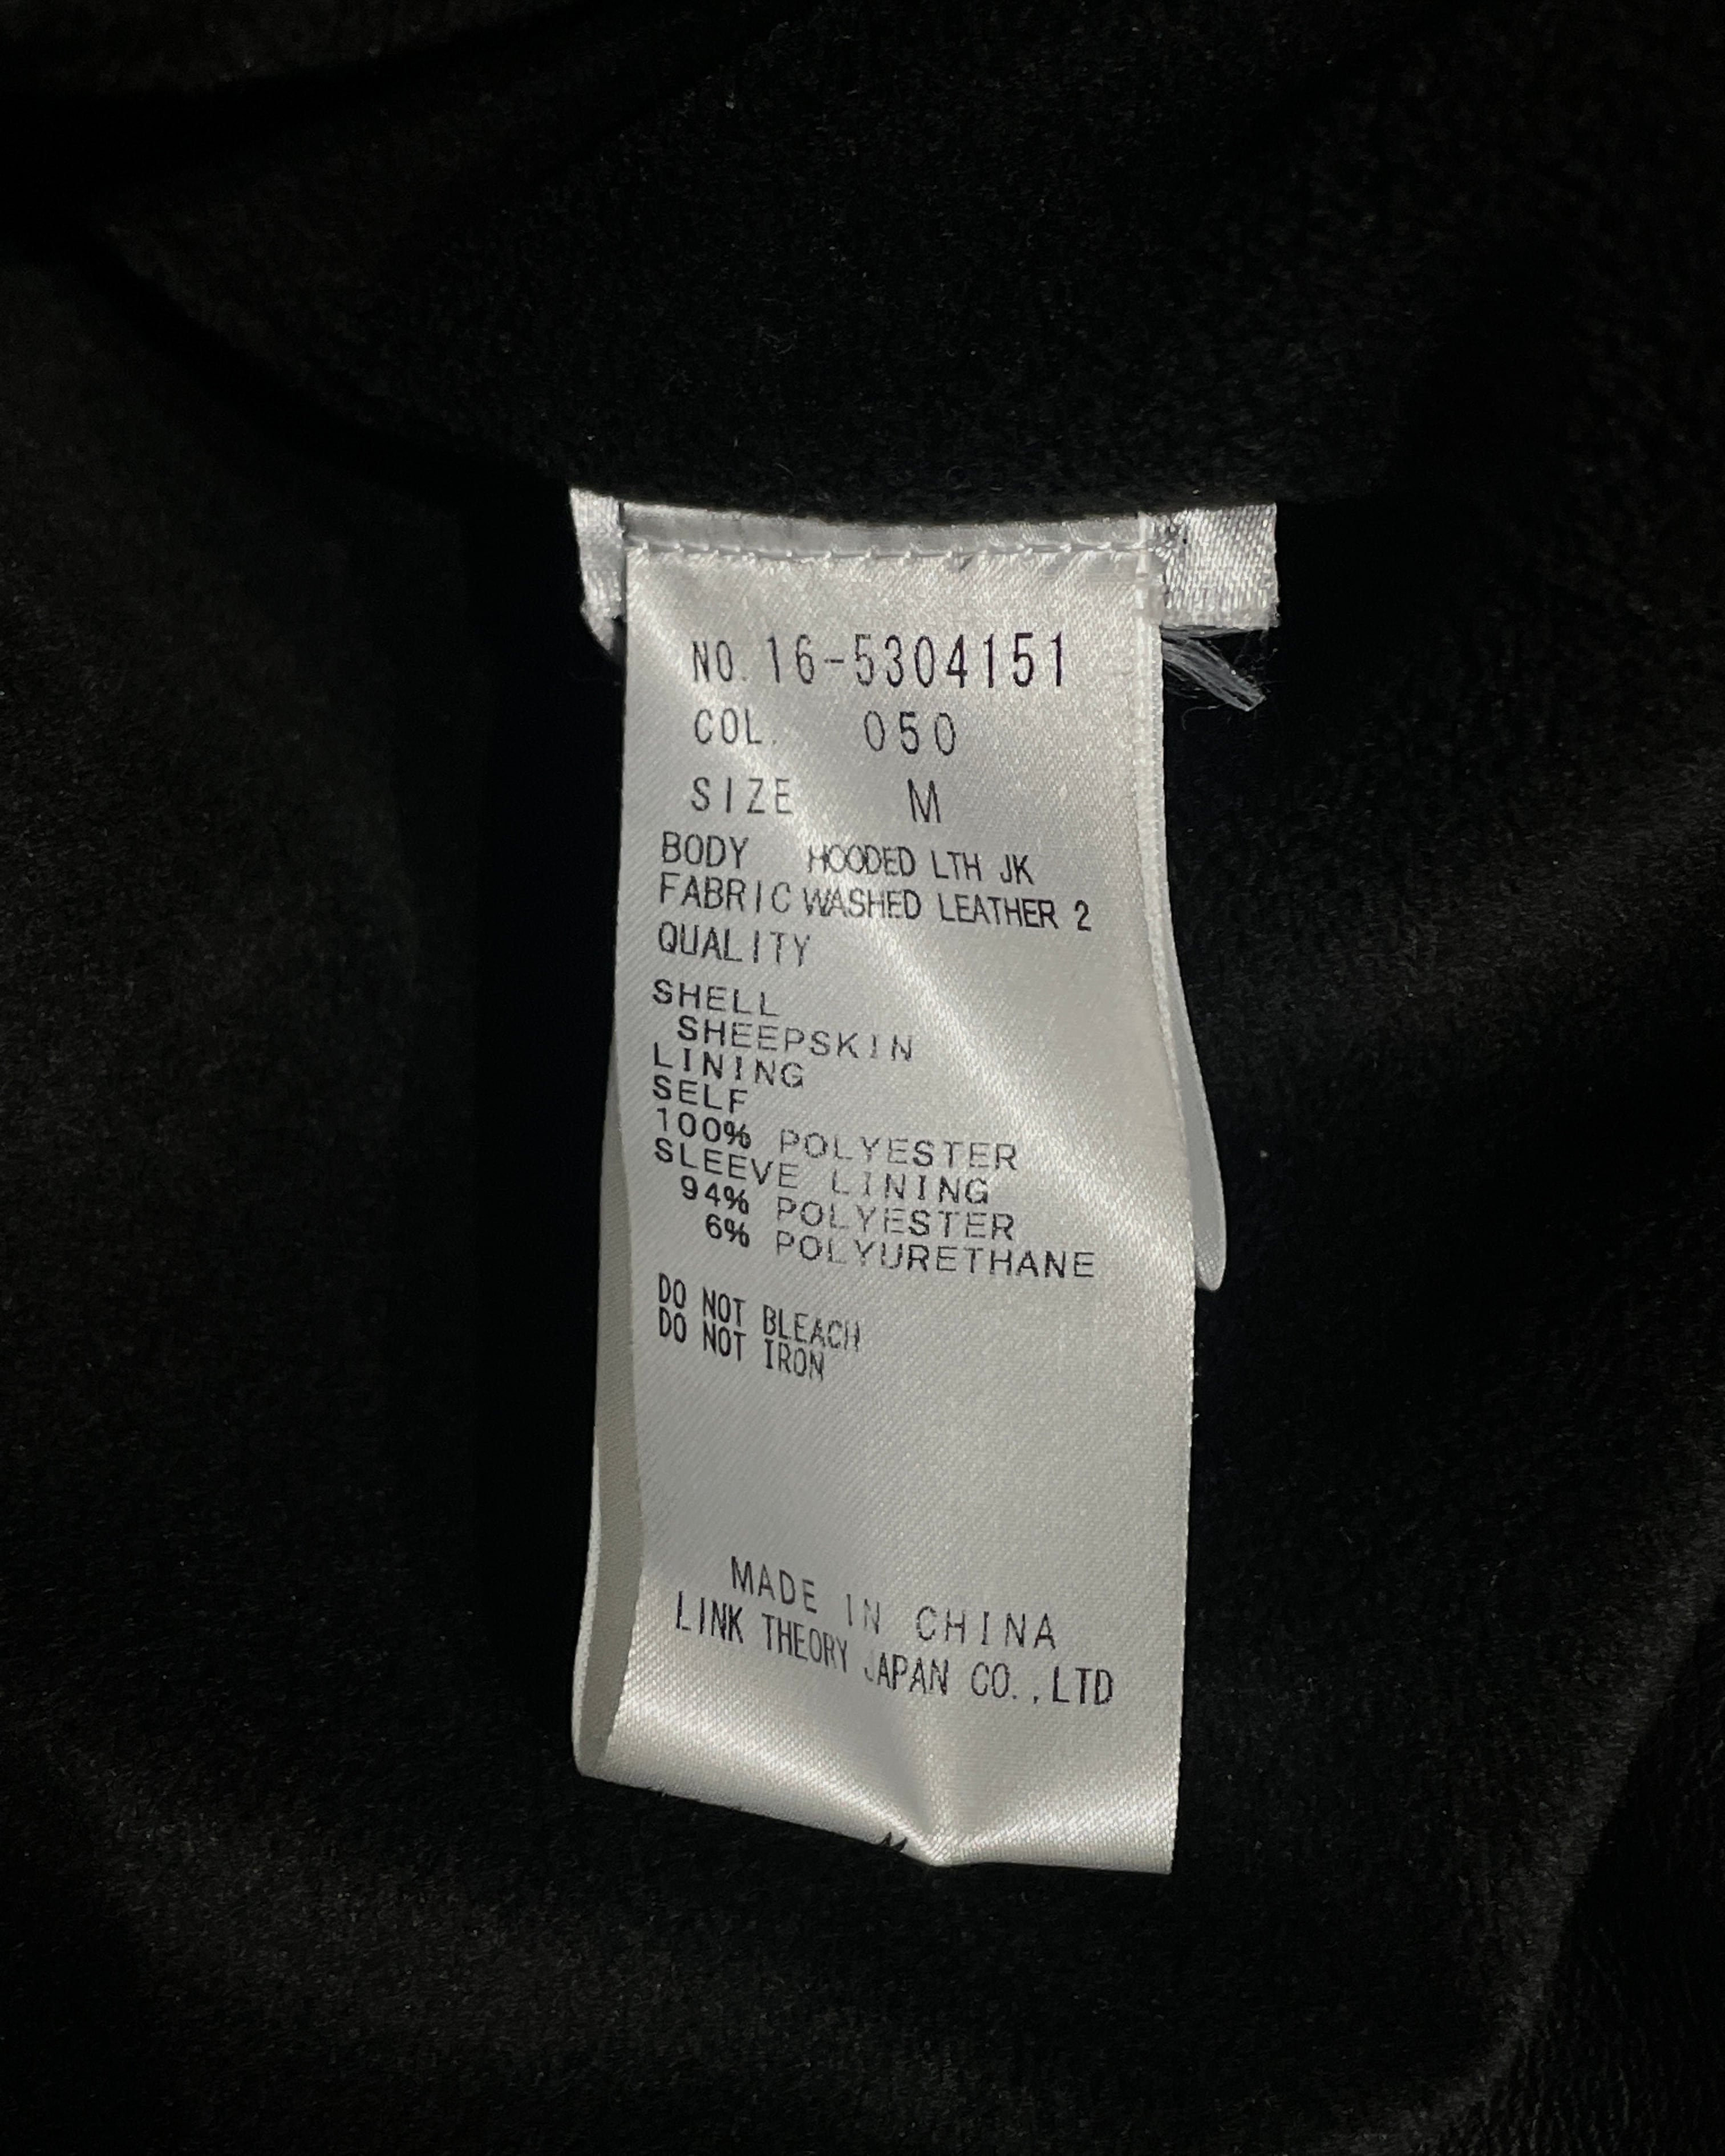 NO. 16-5304151
COL. 050
SIZE M
BODY HOODED LTH JK
FABRIC WASHED LEATHER 2
QUALITY
SHELL
SHEEPSKIN
LINING
SELF
100% POLYESTER
SLEEVE LINING
94% POLYESTER
6% POLYURETHANE
DO NOT BLEACH
DO NOT IRON
MADE IN CHINA
LINK THEORY JAPAN CO.,LTD